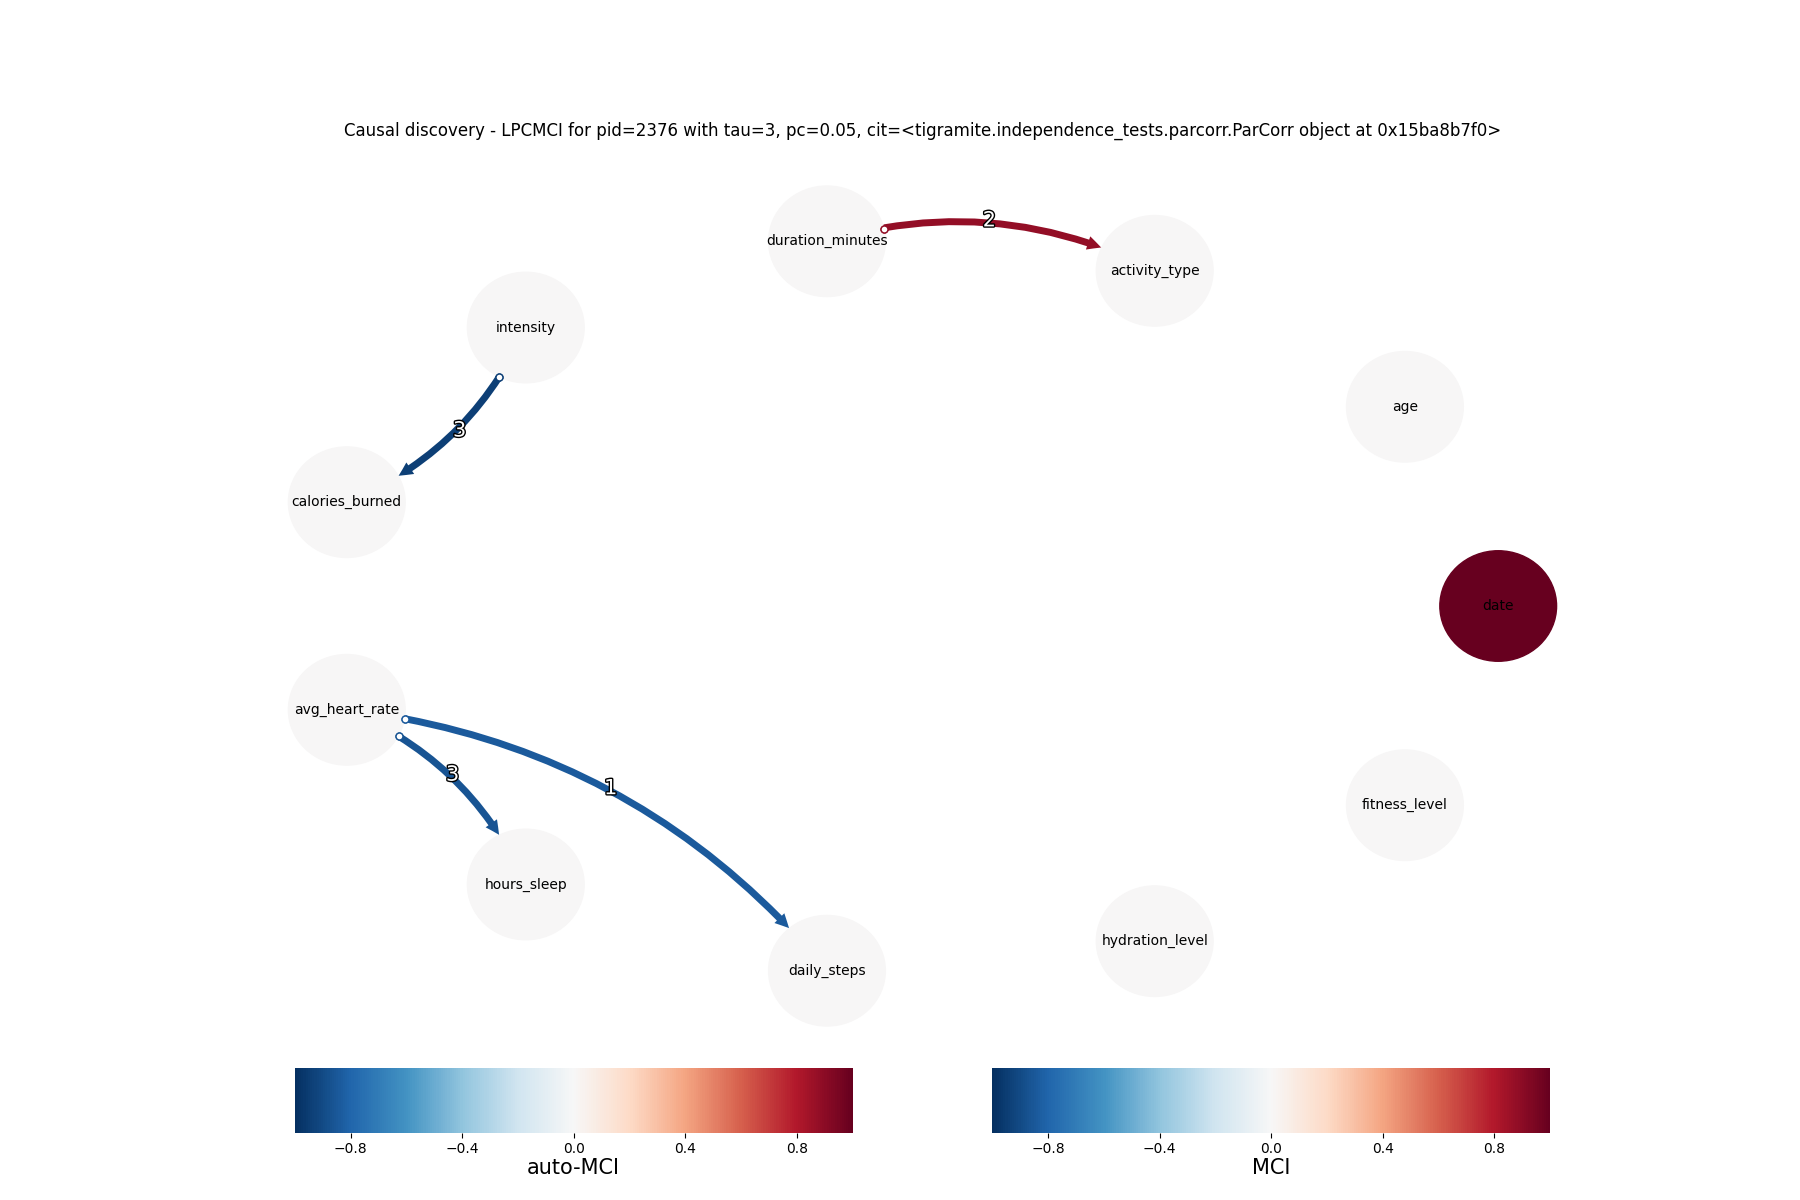 Causal discovery - LPCMCI for pid=2376 with tau=3, pc=0.05, cit=<tigramite.independence_tests.parcorr.ParCorr object at 0x15ba8b7f0>
duration_minutes
2
activity_type
intensity
age
3
calories_burned
date
avg_heart_rate
3
1
fitness_level
hours_sleep
hydration_level
daily_steps
−0.8 −0.4 0.0 0.4 0.8
auto-MCI
−0.8 −0.4 0.0 0.4 0.8
MCI